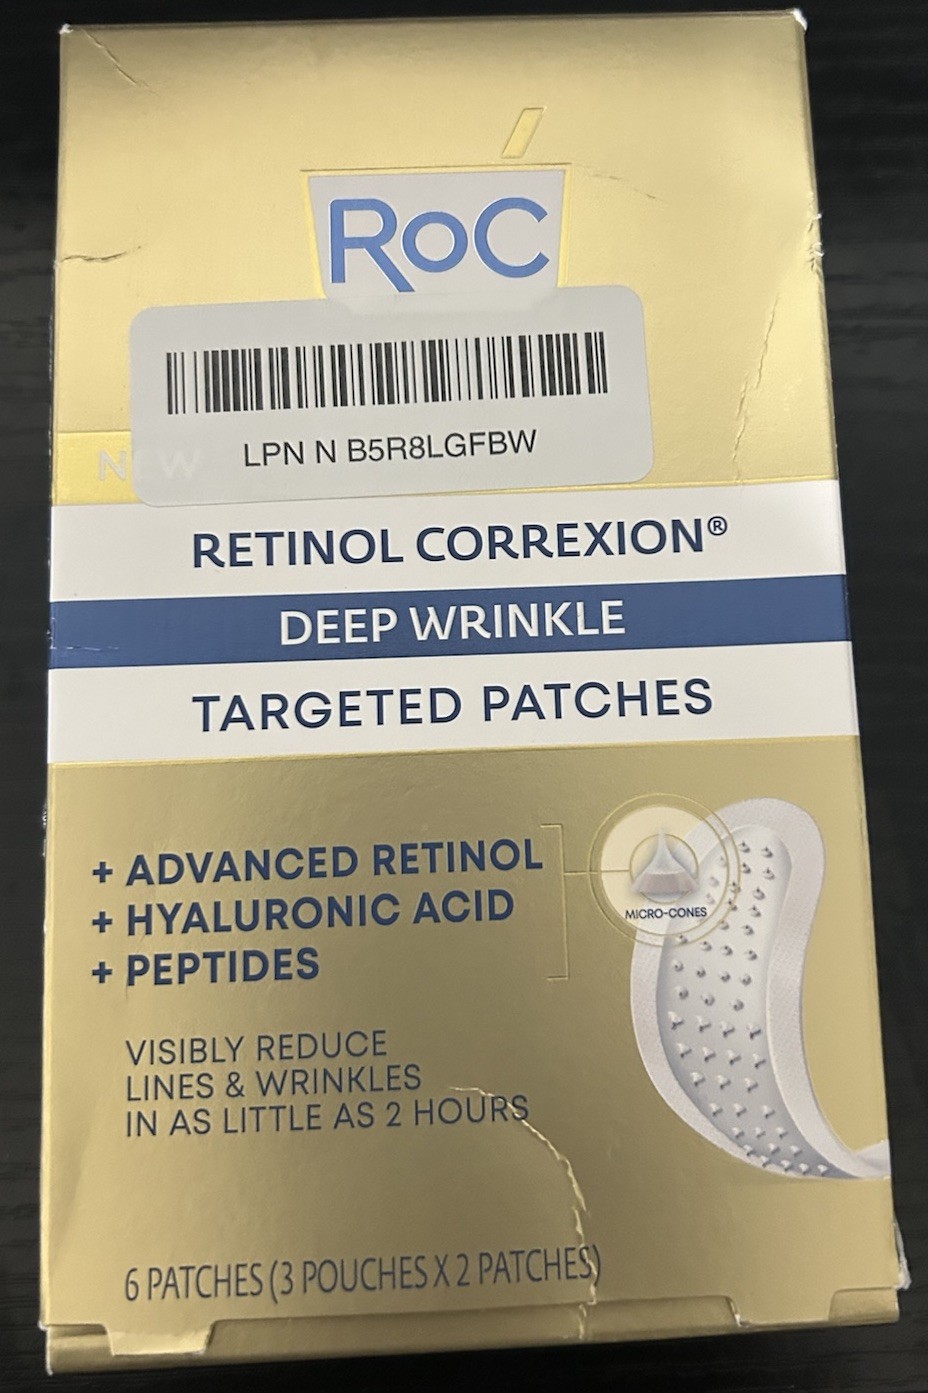 RoC
LPN N B5R8LGFBW
NEW
RETINOL CORREXION®
DEEP WRINKLE
TARGETED PATCHES
+ ADVANCED RETINOL
+ HYALURONIC ACID
+ PEPTIDES
MICRO-CONES
VISIBLY REDUCE
LINES & WRINKLES
IN AS LITTLE AS 2 HOURS
6 PATCHES (3 POUCHES X 2 PATCHES)